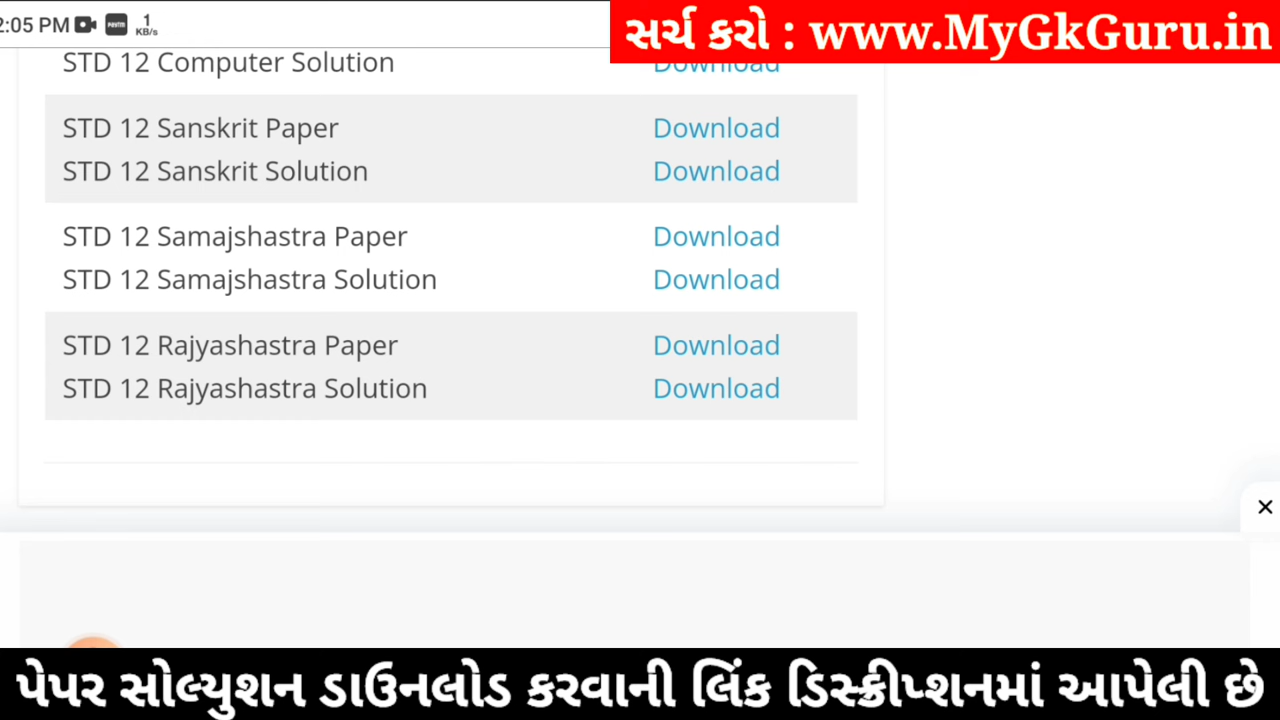 2:05 PM paytm 1 KB/s
સર્ચ કરો : www.MyGkGuru.in
STD 12 Computer Solution Download
STD 12 Sanskrit Paper Download
STD 12 Sanskrit Solution Download
STD 12 Samajshastra Paper Download
STD 12 Samajshastra Solution Download
STD 12 Rajyashastra Paper Download
STD 12 Rajyashastra Solution Download
પેપર સોલ્યુશન ડાઉનલોડ કરવાની લિંક ડિસ્ક્રીપ્શનમાં આપેલી છે